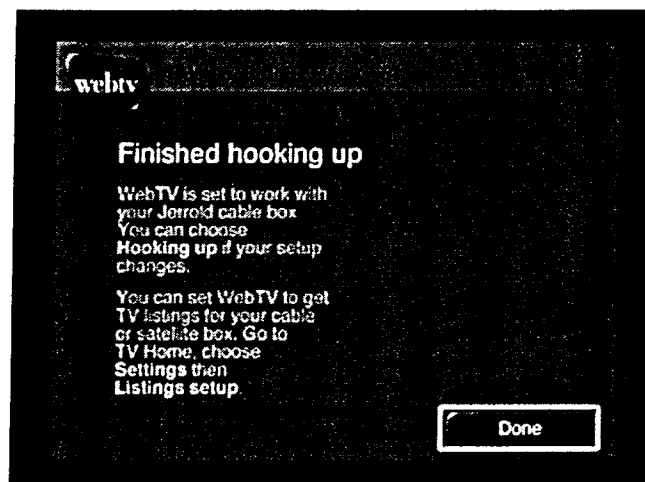 webtv
Finished hooking up
WebTV is set to work with
your Jerrold cable box
You can choose
Hooking up if your setup
changes.
You can set WebTV to get
TV listings for your cable
or satellite box. Go to
TV Home, choose
Settings then
Listings setup.
Done